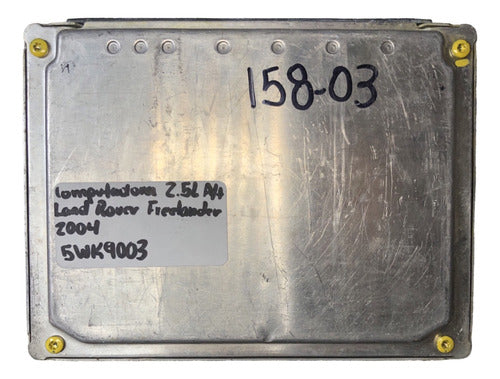 158-03
Computadora 2.5L A/t
Land Rover Freelander
2004
5WK9003